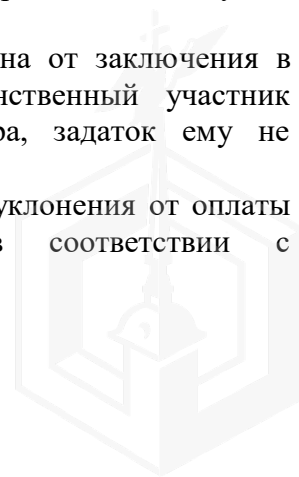 на от заключения в
нственный участник
ра, задаток ему не
уклонения от оплаты
в соответствии с